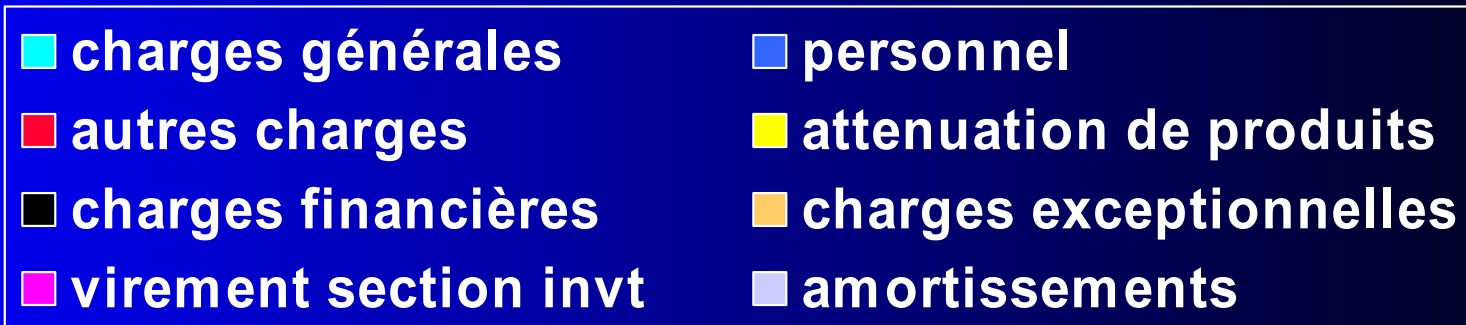 charges générales personnel
autres charges attenuation de produits
charges financières charges exceptionnelles
virement section invt amortissements